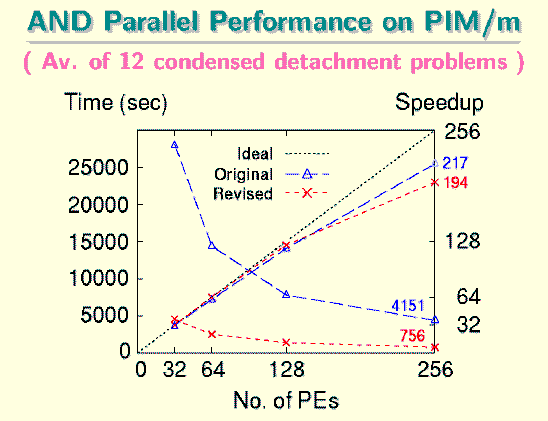 AND Parallel Performance on PIM/m
( Av. of 12 condensed detachment problems )
Time (sec) Speedup
256
Ideal
25000 Original 217
Revised 194
20000
15000 128
10000
64
5000 4151 32
756
0
0 32 64 128 256
No. of PEs